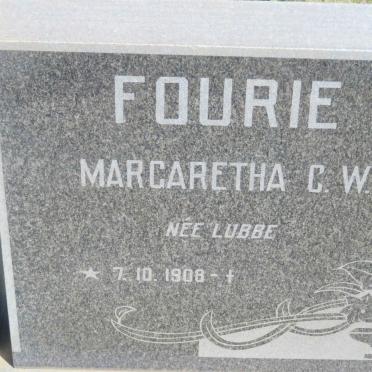 FOURIE
MARGARETHA C. W.
NÉE LUBBE
★ 7. 10. 1908 - †